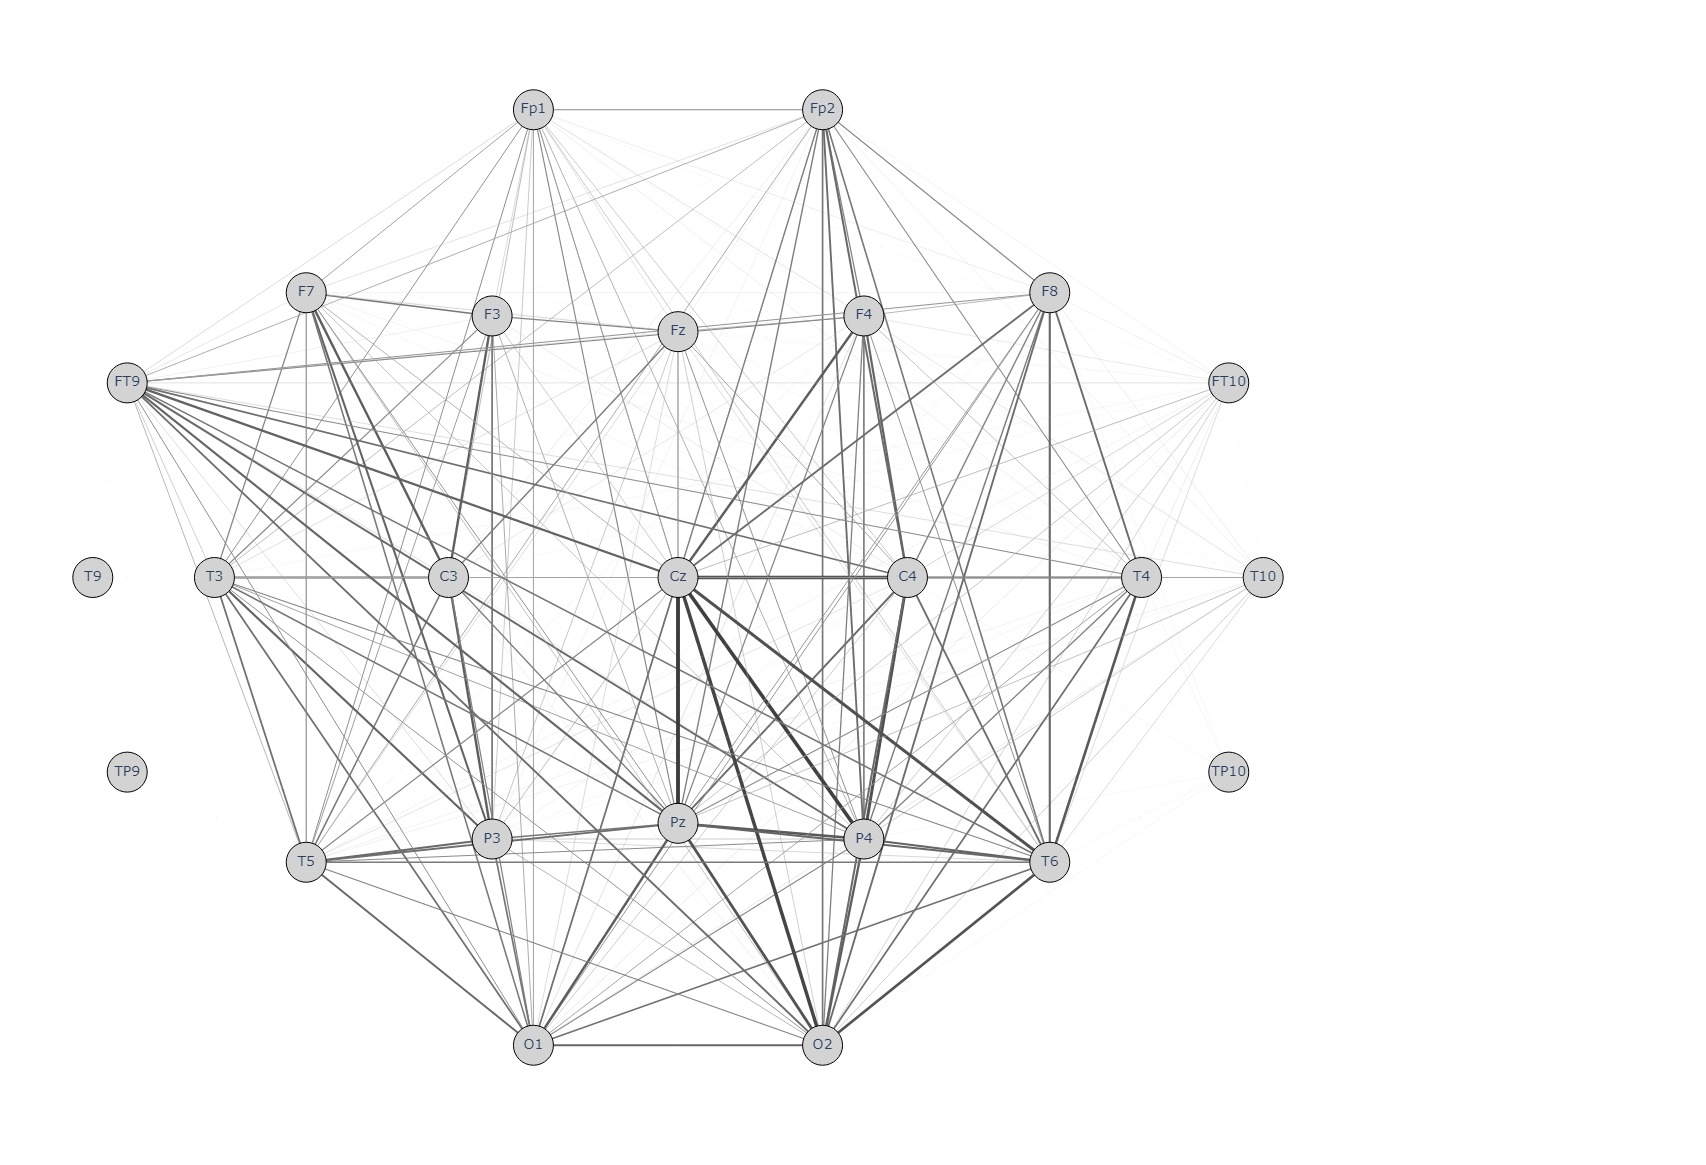 Fp1 Fp2
F7 F3 Fz F4 F8
FT9 FT10
T9 T3 C3 Cz C4 T4 T10
TP9 TP10
T5 P3 Pz P4 T6
O1 O2